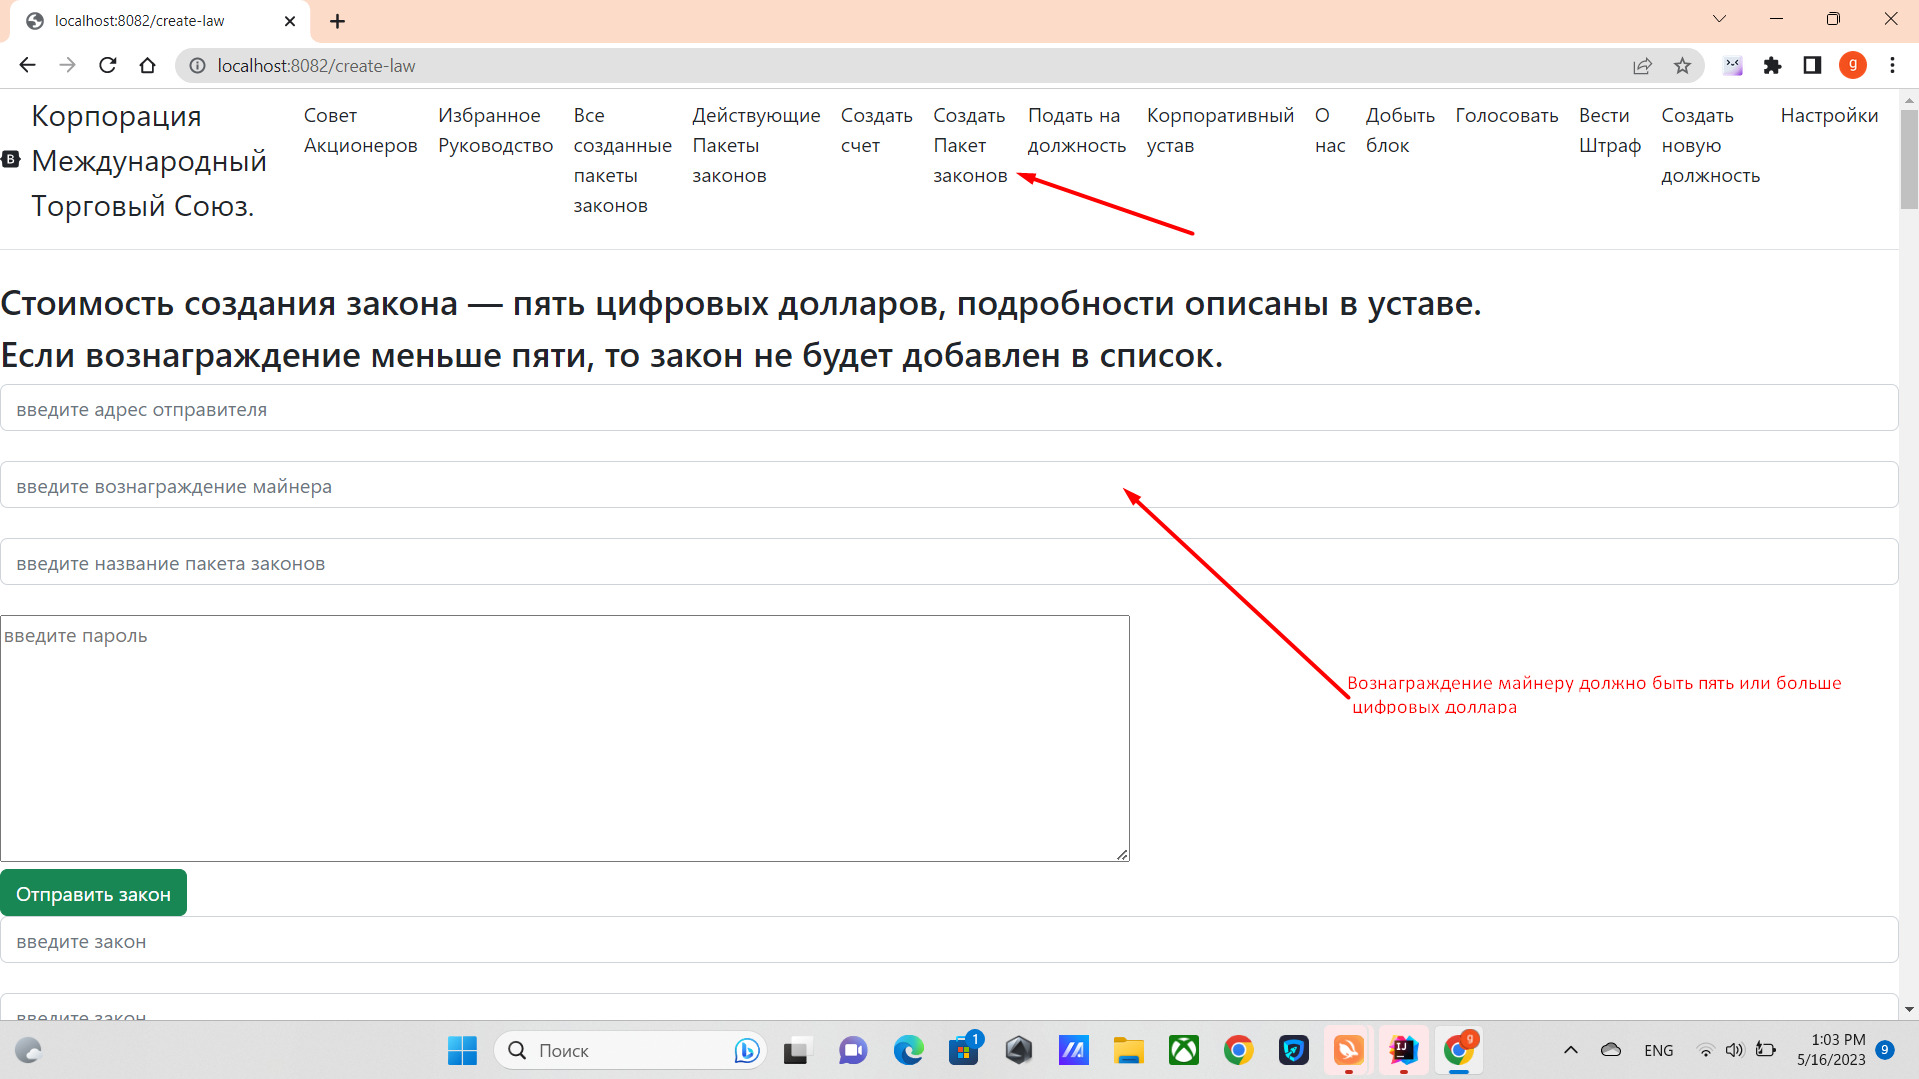 localhost:8082/create-law
localhost:8082/create-law
g
B
Корпорация
Международный
Торговый Союз.
Совет
Акционеров
Избранное
Руководство
Все
созданные
пакеты
законов
Действующие
Пакеты
законов
Создать
счет
Создать
Пакет
законов
Подать на
должность
Корпоративный
устав
О
нас
Добыть
блок
Голосовать
Вести
Штраф
Создать
новую
должность
Настройки
Стоимость создания закона — пять цифровых долларов, подробности описаны в уставе.
Если вознаграждение меньше пяти, то закон не будет добавлен в список.
введите адрес отправителя
введите вознаграждение майнера
введите название пакета законов
введите пароль
Вознаграждение майнеру должно быть пять или больше
цифровых доллара
Отправить закон
введите закон
введите закон
Поиск
1
IJ
g
ENG
1:03 PM
5/16/2023
9